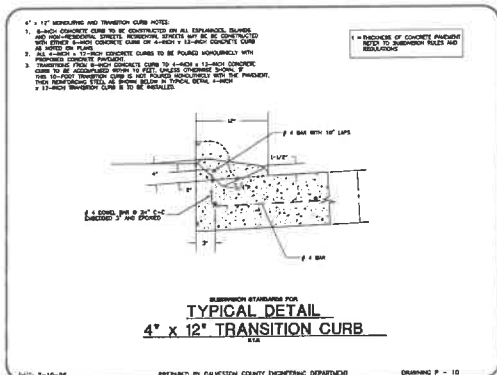 4" x 12" MONOLITHIC AND TRANSITION CURB NOTES:
1. 6-INCH CONCRETE CURB TO BE CONSTRUCTED ON ALL ESPLANADES, ISLANDS
AND NON-RESIDENTIAL STREETS. RESIDENTIAL STREETS MAY BE CONSTRUCTED
WITH EITHER 6-INCH CONCRETE CURB OR 4-INCH x 12-INCH CONCRETE CURB
AS NOTED ON PLANS.
2. ALL 4-INCH x 12-INCH CONCRETE CURBS TO BE POURED MONOLITHICALLY WITH
PROPOSED CONCRETE PAVEMENT.
3. TRANSITIONS FROM 6-INCH CONCRETE CURB TO 4-INCH x 12-INCH CONCRETE
CURB TO BE ACCOMPLISHED WITHIN 10 FEET, UNLESS OTHERWISE SHOWN. IF
THIS 10-FOOT TRANSITION CURB IS NOT POURED MONOLITHICALLY WITH THE PAVEMENT,
THEN REINFORCING STEEL AS SHOWN BELOW IN TYPICAL DETAIL 4-INCH
x 12-INCH TRANSITION CURB IS TO BE INSTALLED.
t = THICKNESS OF CONCRETE PAVEMENT
REFER TO SUBDIVISION RULES AND
REGULATIONS
12"
# 4 BAR WITH 18" LAPS
1-1/2"
4"
2"
# 4 DOWEL BAR @ 24" C-C
EMBEDDED 3" AND EPOXIED
3"
# 4 BAR
SUBDIVISION STANDARDS FOR
TYPICAL DETAIL
4" x 12" TRANSITION CURB
N.T.S.
PREPARED BY GALVESTON COUNTY ENGINEERING DEPARTMENT
DRAWING P - 10